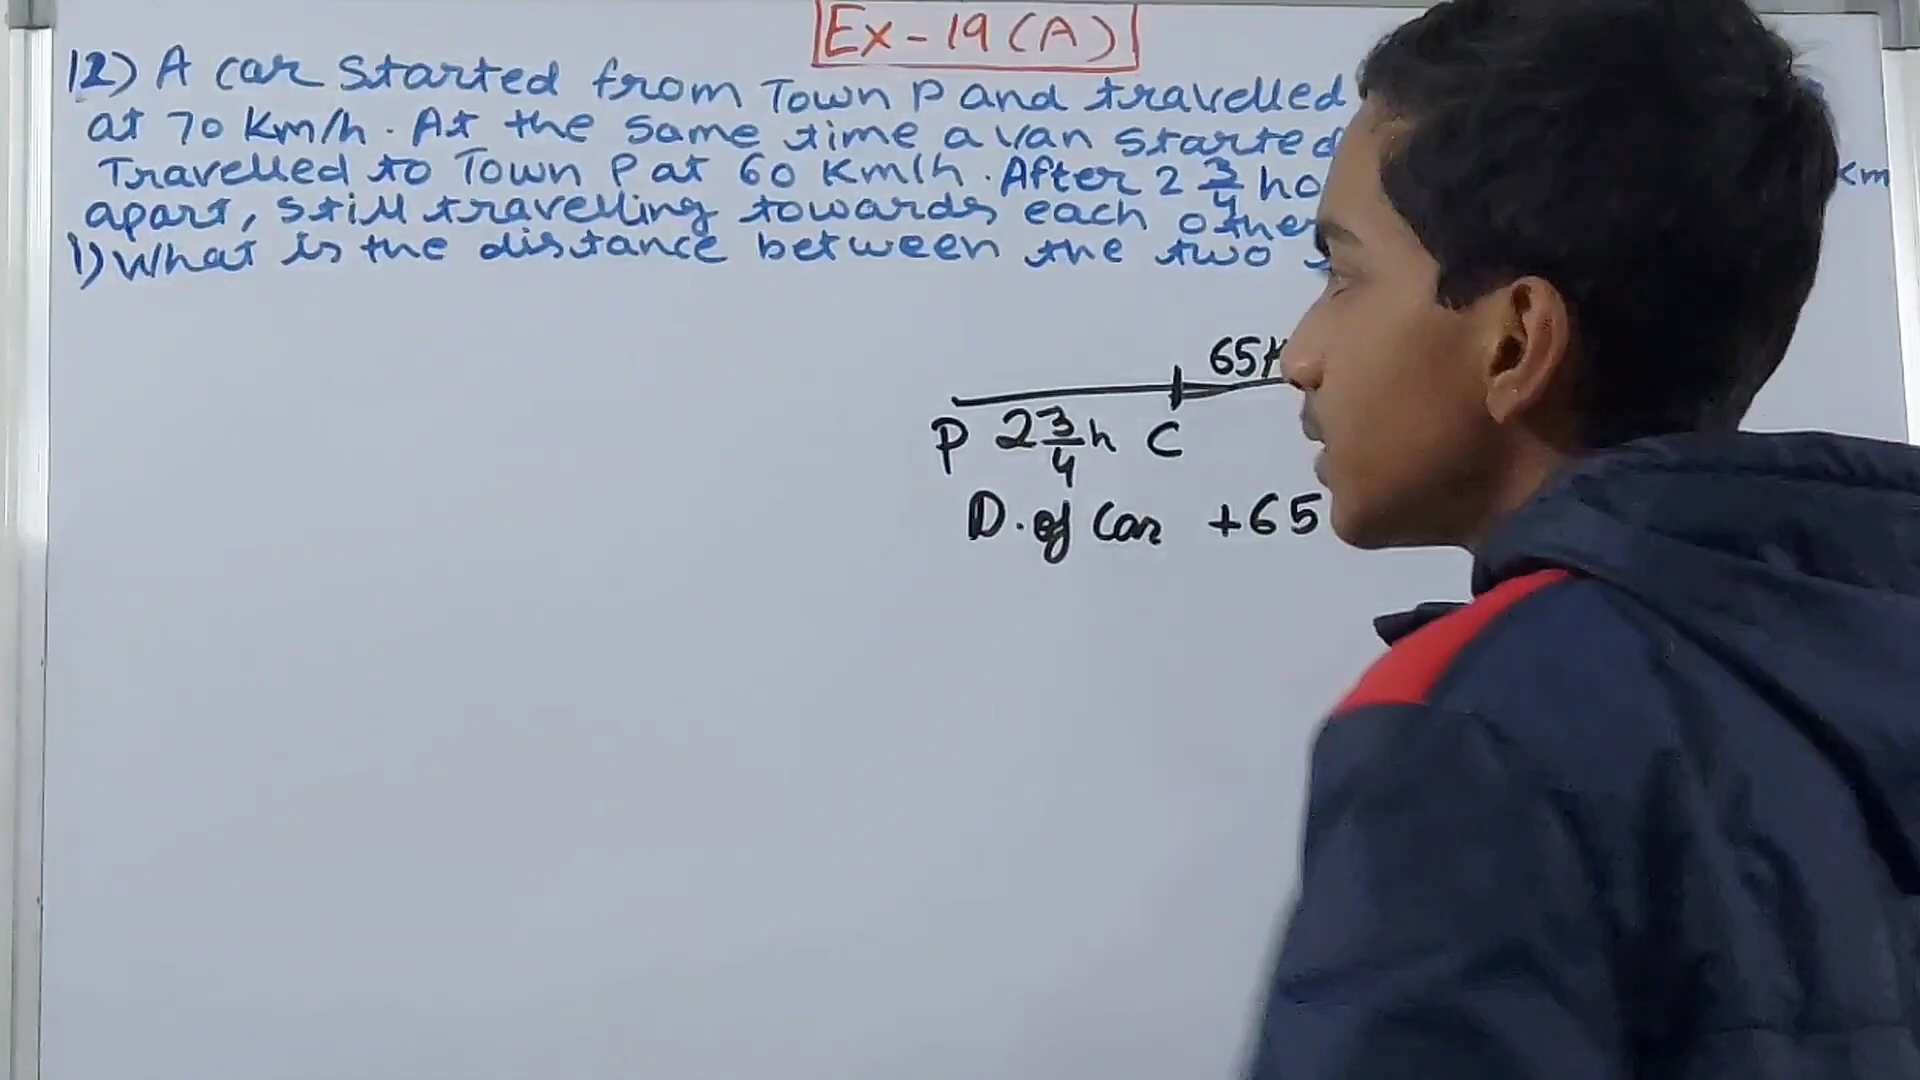 Ex-19(A)
12) A car started from Town P and travelled
at 70 Km/h. At the same time a van started
Travelled to Town P at 60 Km/h. After 2 3/4 Km
apart, still travelling towards each other
1) What is the distance between the two
65
P 2 3/4 h C
D. of Car +65